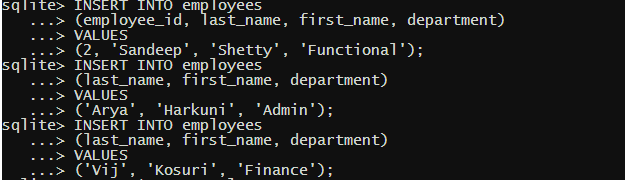 sqlite> INSERT INTO employees
...> (employee_id, last_name, first_name, department)
...> VALUES
...> (2, 'Sandeep', 'Shetty', 'Functional');
sqlite> INSERT INTO employees
...> (last_name, first_name, department)
...> VALUES
...> ('Arya', 'Harkuni', 'Admin');
sqlite> INSERT INTO employees
...> (last_name, first_name, department)
...> VALUES
...> ('Vij', 'Kosuri', 'Finance');